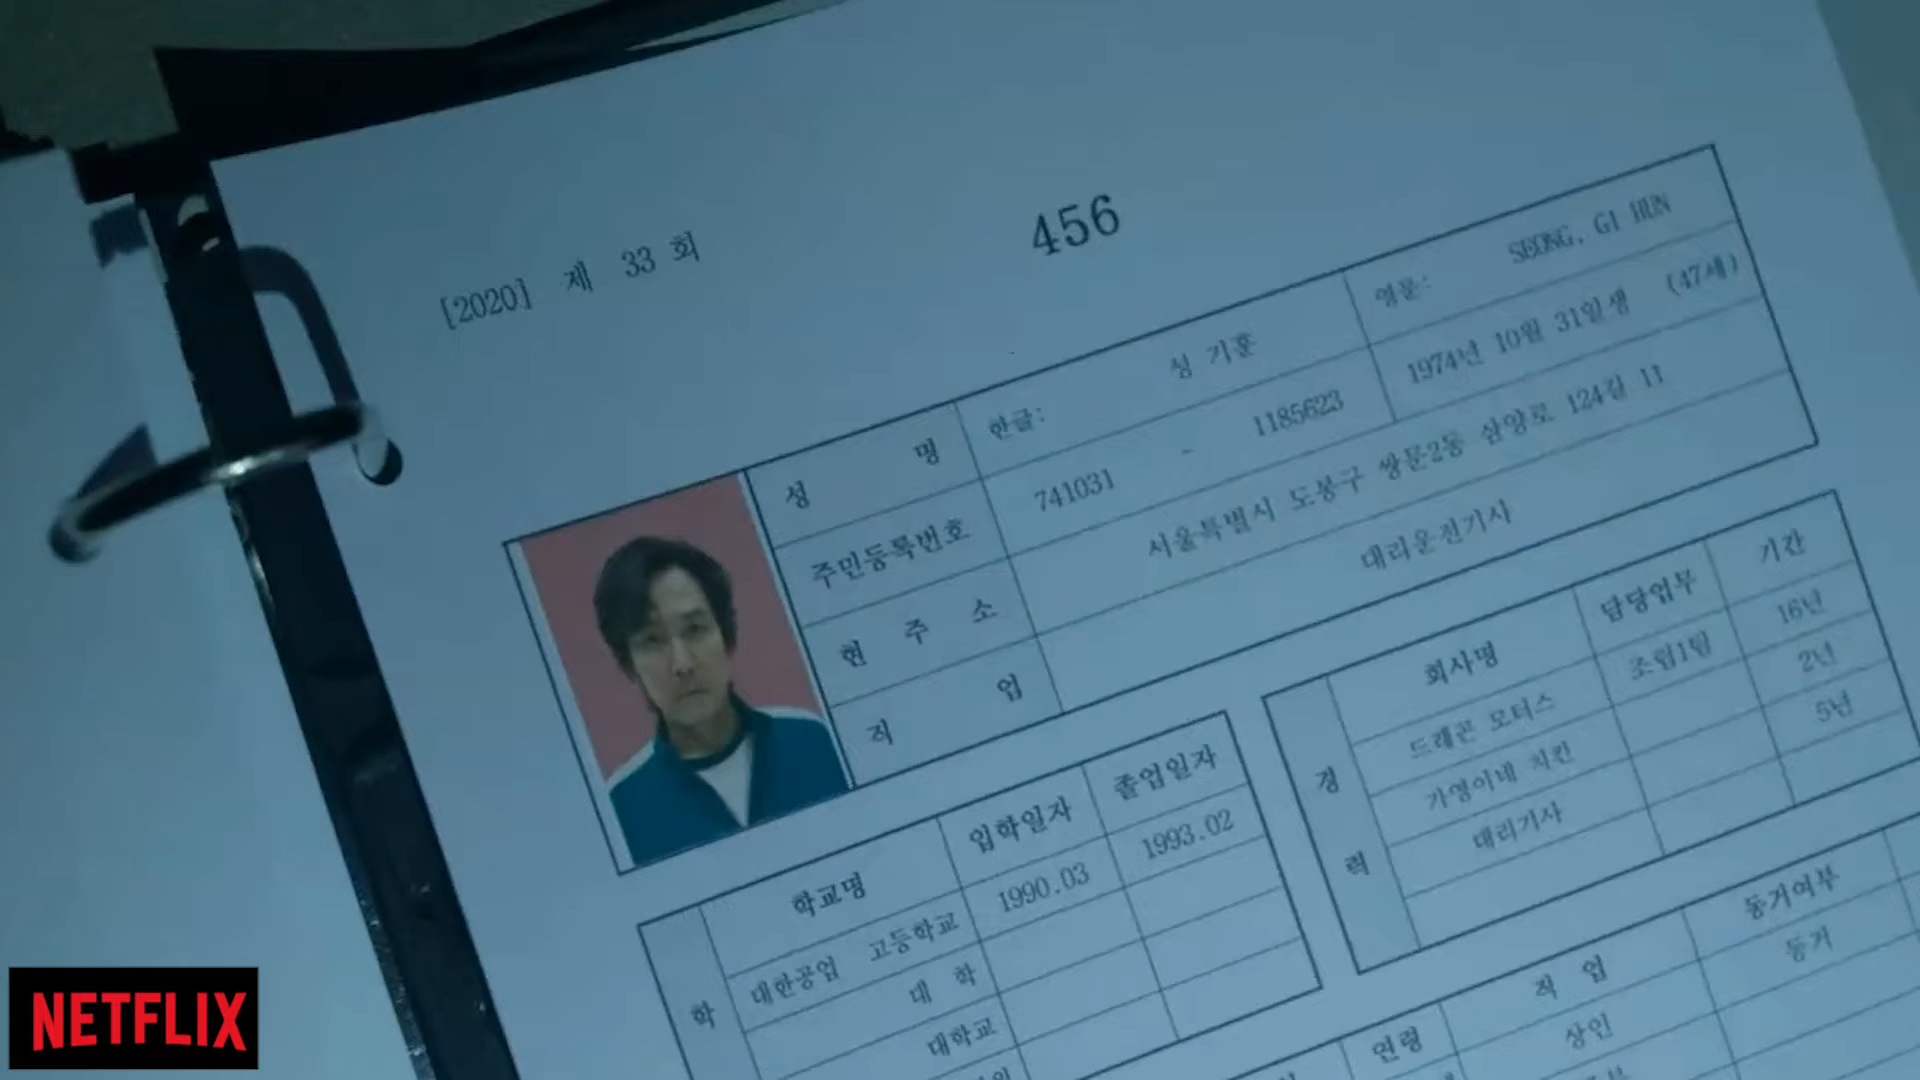 [2020] 제 33 회
456
성 명 한글: 성 기훈 영문: SEONG, GI HUN
주민등록번호 741031 - 1185623 1974년 10월 31일생 (47세)
현 주 소 서울특별시 도봉구 쌍문2동 삼양로 124길 11
직 업 대리운전기사
학교명 입학일자 졸업일자
대한공업 고등학교 1990.03 1993.02
대 학
대학교
학
회사명 담당업무 기간
드래곤 모터스 조립1팀 16년
가영이네 치킨 2년
대리기사 5년
경 력
연령 직 업 동거여부
상인 동거
NETFLIX